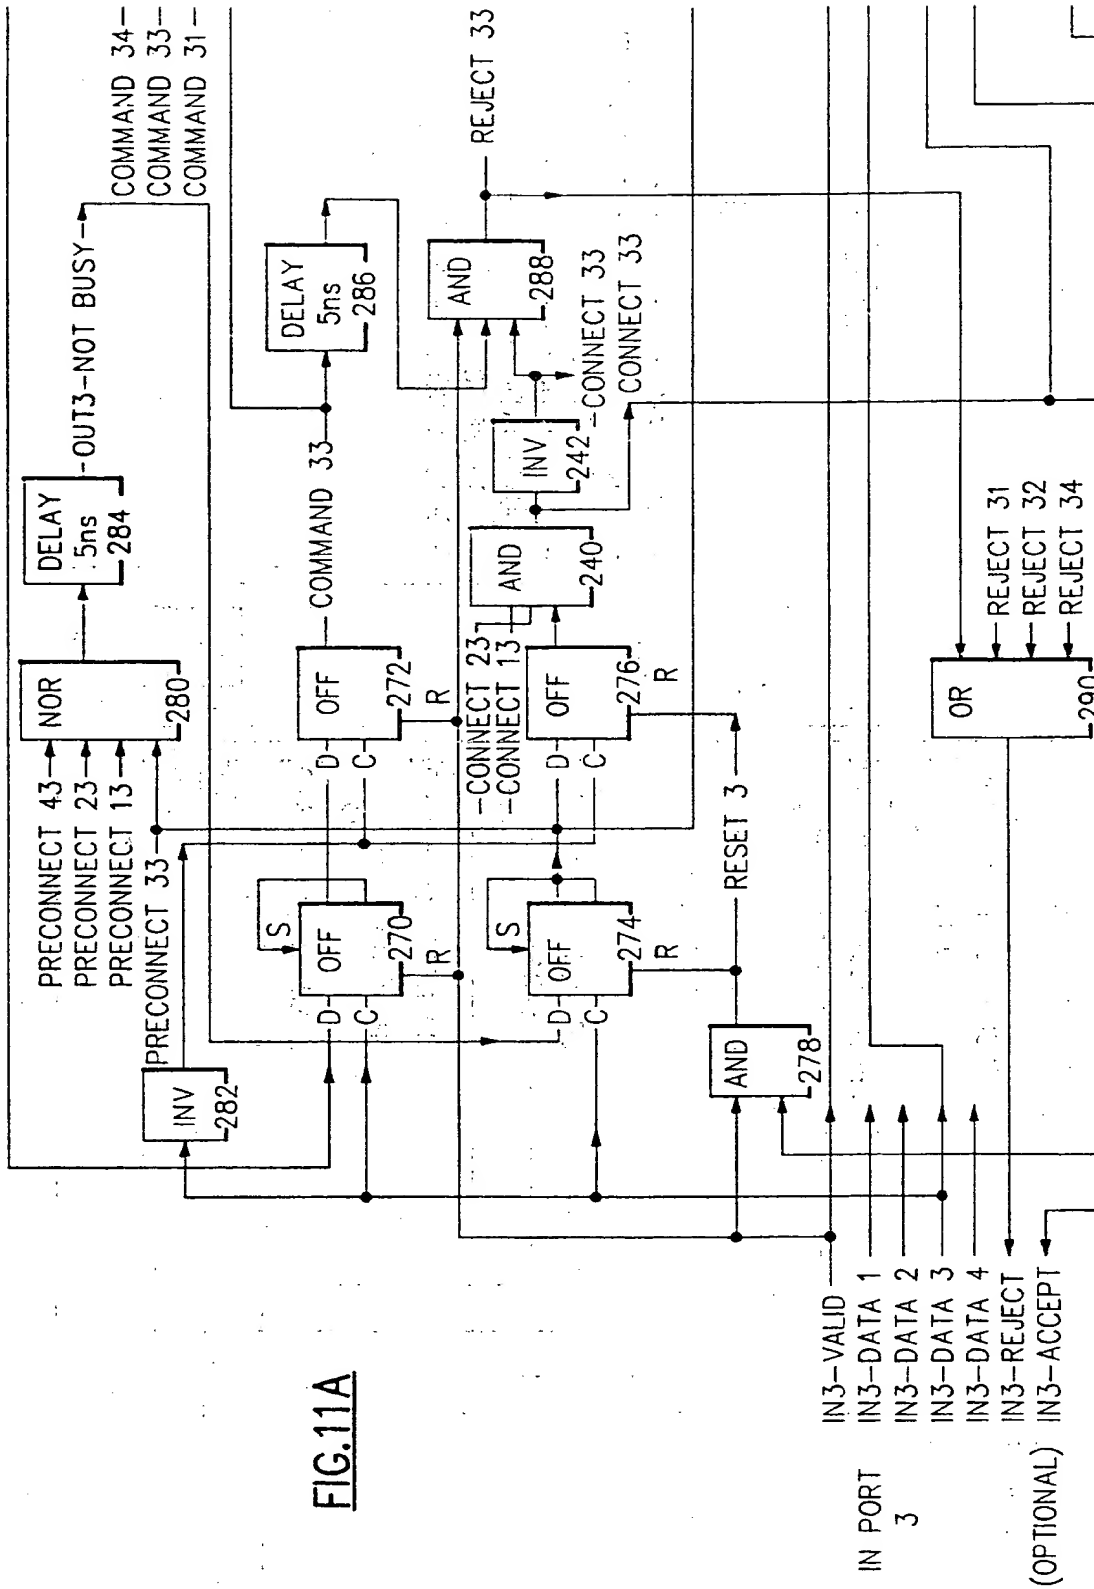 PRECONNECT 43
PRECONNECT 23
PRECONNECT 13
PRECONNECT 33
NOR
280
DELAY
5ns
284
-OUT3-NOT BUSY-
COMMAND 34-
COMMAND 33-
COMMAND 31-
INV
282
D
C
S
OFF
270
R
D
C
OFF
272
R
COMMAND 33
DELAY
5ns
286
D
C
S
OFF
274
R
-CONNECT 23
-CONNECT 13
D
C
OFF
276
R
AND
240
INV
242
AND
288
REJECT 33
-CONNECT 33
CONNECT 33
AND
278
RESET 3
OR
290
REJECT 31
REJECT 32
REJECT 34
IN PORT
3
IN3-VALID
IN3-DATA 1
IN3-DATA 2
IN3-DATA 3
IN3-DATA 4
IN3-REJECT
(OPTIONAL) IN3-ACCEPT
FIG.11A